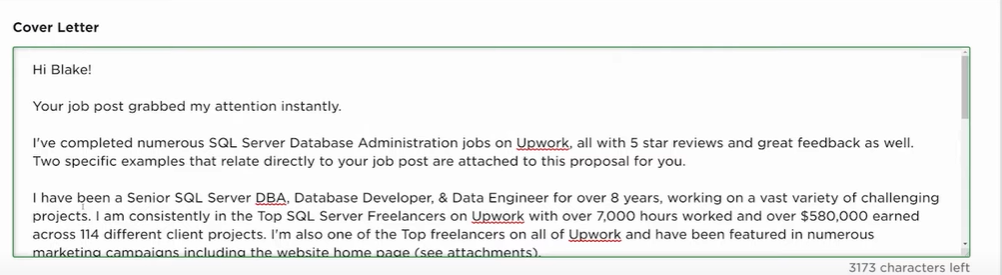 Cover Letter
Hi Blake!
Your job post grabbed my attention instantly.
I've completed numerous SQL Server Database Administration jobs on Upwork, all with 5 star reviews and great feedback as well.
Two specific examples that relate directly to your job post are attached to this proposal for you.
I have been a Senior SQL Server DBA, Database Developer, & Data Engineer for over 8 years, working on a vast variety of challenging
projects. I am consistently in the Top SQL Server Freelancers on Upwork with over 7,000 hours worked and over $580,000 earned
across 114 different client projects. I'm also one of the Top freelancers on all of Upwork and have been featured in numerous
marketing campaigns including the website home page (see attachments).
3173 characters left